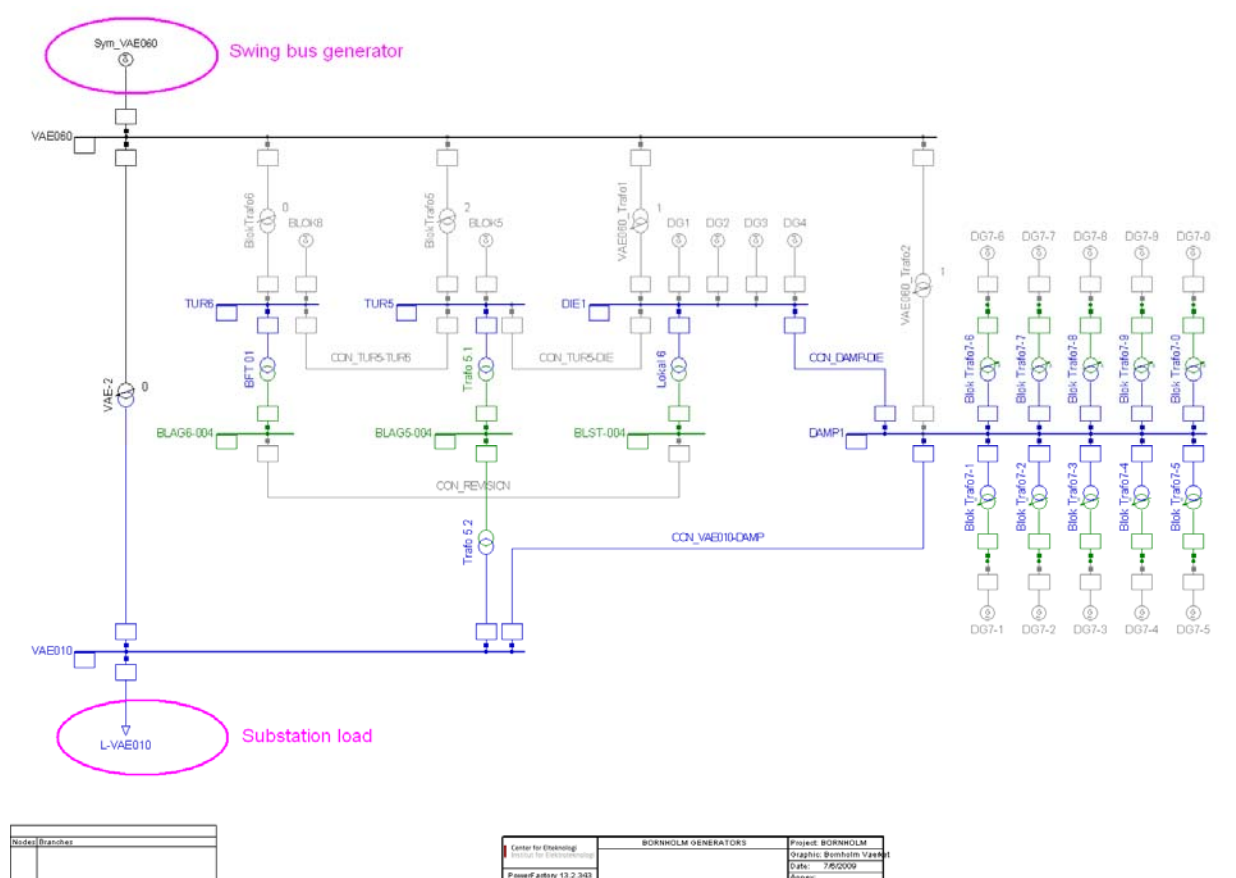 Sym_VAE060
Swing bus generator
VAE060
BlokTrafo6
0
BLOK6
BlokTrafo5
2
BLOK5
VAE060_Trafo1
1
DG1
DG2
DG3
DG4
VAE060_Trafo2
1
DG7-6
DG7-7
DG7-8
DG7-9
DG7-0
TUR6
TUR5
DIE1
CON_TUR5-TUR6
CON_TUR5-DIE
CON_DAMP-DIE
BFT 01
Trafo 5.1
Lokal 6
Blok Trafo7-6
Blok Trafo7-7
Blok Trafo7-8
Blok Trafo7-9
Blok Trafo7-0
VAE-2
0
BLAG6-004
BLAG5-004
BLST-004
DAMP1
CON_REVISION
Blok Trafo7-1
Blok Trafo7-2
Blok Trafo7-3
Blok Trafo7-4
Blok Trafo7-5
Trafo 5.2
CON_VAE010-DAMP
DG7-1
DG7-2
DG7-3
DG7-4
DG7-5
VAE010
L-VAE010
Substation load
Nodes Branches
Center for Elteknologi
Institut for Elektroteknologi
PowerFactory 13.2.343
BORNHOLM GENERATORS
Project: BORNHOLM
Graphic: Bornholm Vaerket
Date: 7/6/2009
Annex: